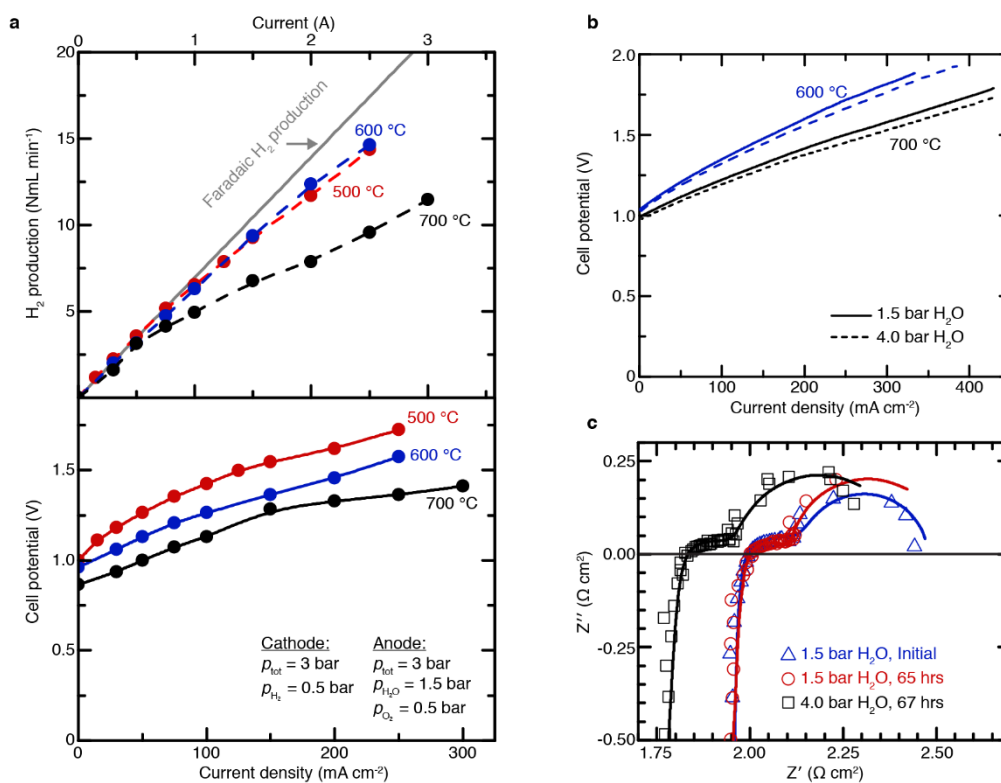 a
Current (A)
0 1 2 3
20
15
10
5
H₂ production (NmL min⁻¹)
Faradaic H₂ production
600 °C
500 °C
700 °C
1.5
1.0
0.5
0
Cell potential (V)
500 °C
600 °C
700 °C
Cathode: Anode:
p_tot = 3 bar p_tot = 3 bar
p_H₂ = 0.5 bar p_H₂O = 1.5 bar
p_O₂ = 0.5 bar
0 100 200 300
Current density (mA cm⁻²)
b
2.0
1.5
1.0
0.5
0
Cell potential (V)
600 °C
700 °C
1.5 bar H₂O
4.0 bar H₂O
0 100 200 300 400
Current density (mA cm⁻²)
c
0.25
0.00
-0.25
-0.50
Z'' (Ω cm²)
1.5 bar H₂O, Initial
1.5 bar H₂O, 65 hrs
4.0 bar H₂O, 67 hrs
1.75 2.00 2.25 2.50
Z' (Ω cm²)